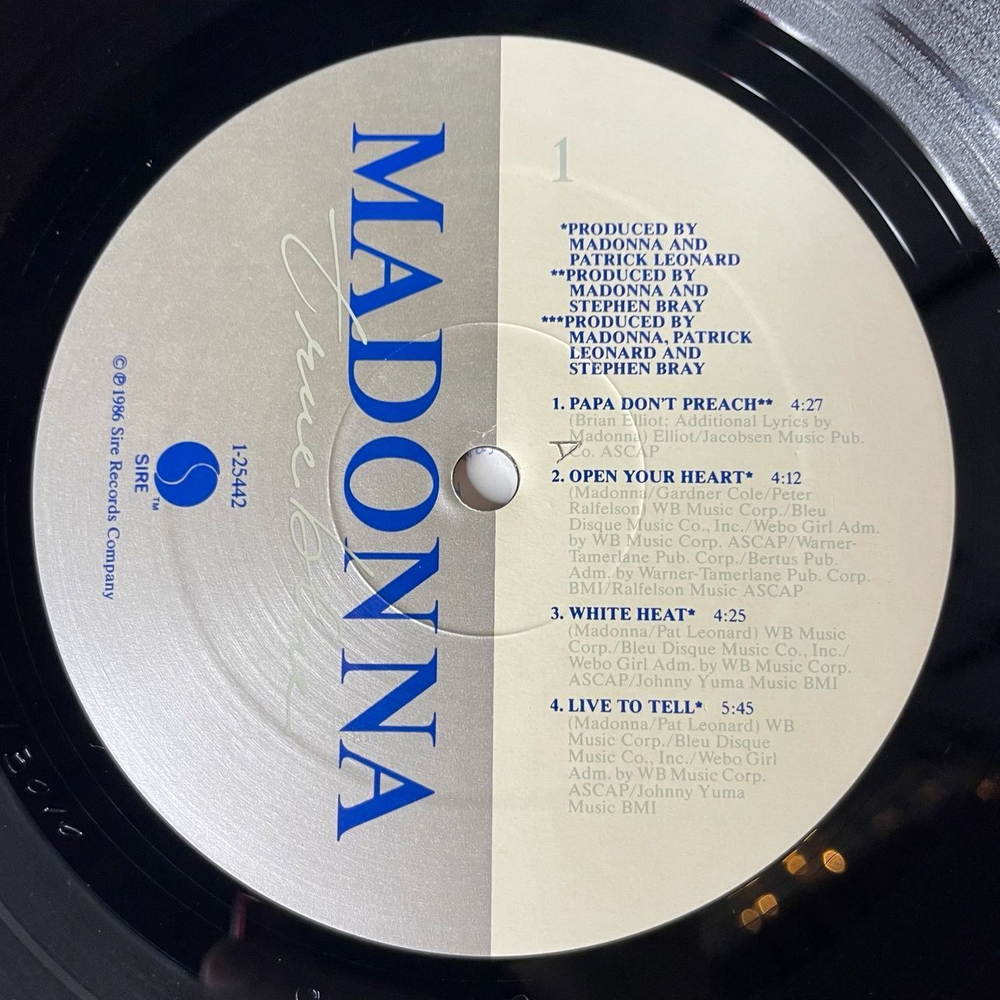 MADONNA
True Blue
1-25442
SIRE™
© ℗ 1986 Sire Records Company
1
*PRODUCED BY
MADONNA AND
PATRICK LEONARD
**PRODUCED BY
MADONNA AND
STEPHEN BRAY
***PRODUCED BY
MADONNA, PATRICK
LEONARD AND
STEPHEN BRAY
1. PAPA DON'T PREACH** 4:27
(Brian Elliot; Additional Lyrics by
Madonna) Elliot/Jacobsen Music Pub.
Co. ASCAP
2. OPEN YOUR HEART* 4:12
(Madonna/Gardner Cole/Peter
Ralfelson) WB Music Corp./Bleu
Disque Music Co., Inc./Webo Girl Adm.
by WB Music Corp. ASCAP/Warner-
Tamerlane Pub. Corp./Bertus Pub.
Adm. by Warner-Tamerlane Pub. Corp.
BMI/Ralfelson Music ASCAP
3. WHITE HEAT* 4:25
(Madonna/Pat Leonard) WB Music
Corp./Bleu Disque Music Co., Inc./
Webo Girl Adm. by WB Music Corp.
ASCAP/Johnny Yuma Music BMI
4. LIVE TO TELL* 5:45
(Madonna/Pat Leonard) WB
Music Corp./Bleu Disque
Music Co., Inc./Webo Girl
Adm. by WB Music Corp.
ASCAP/Johnny Yuma
Music BMI